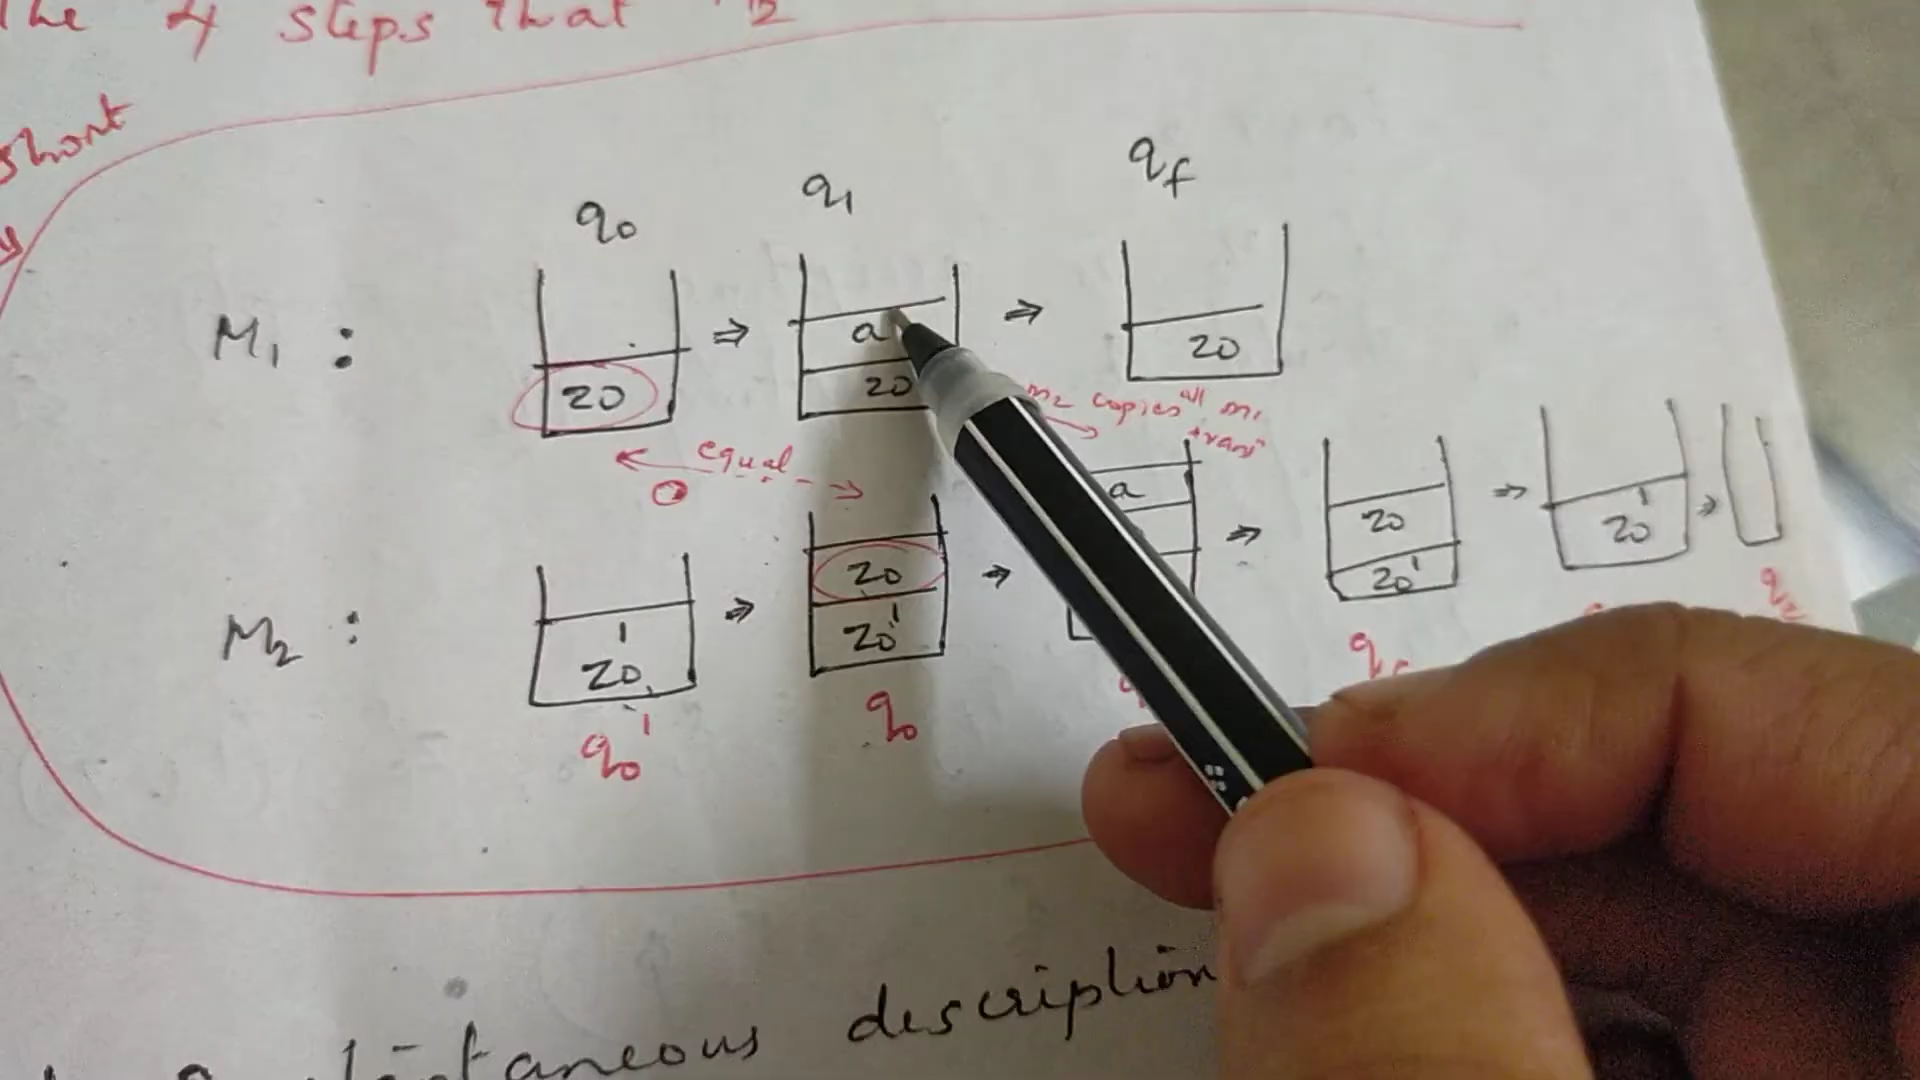 the 4 steps that
short
q0 q1 qf
M1 :
z0
a
z0
z0
equal
m2 copies all m1
tran
M2 :
z0'
z0
z0'
a
z0
z0'
z0'
q0' q0
description